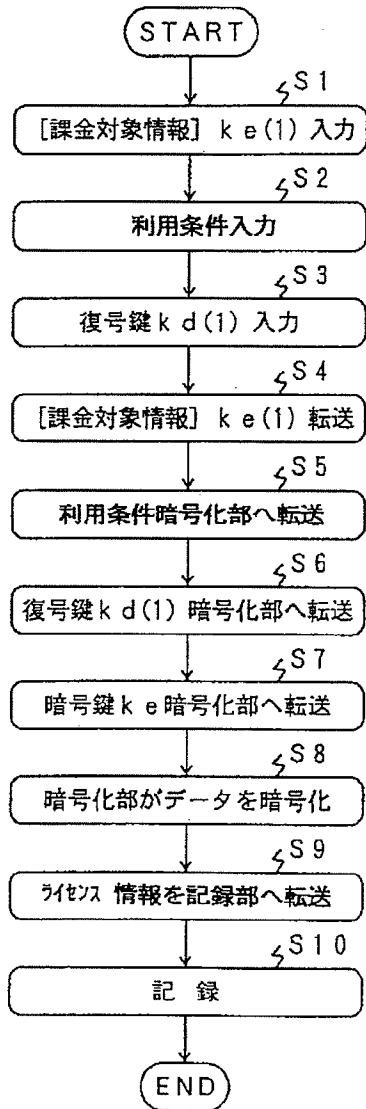 START
S1
[課金対象情報] ke(1) 入力
S2
利用条件入力
S3
復号鍵kd(1) 入力
S4
[課金対象情報] ke(1) 転送
S5
利用条件暗号化部へ転送
S6
復号鍵kd(1) 暗号化部へ転送
S7
暗号鍵ke暗号化部へ転送
S8
暗号化部がデータを暗号化
S9
ライセンス 情報を記録部へ転送
S10
記 録
END